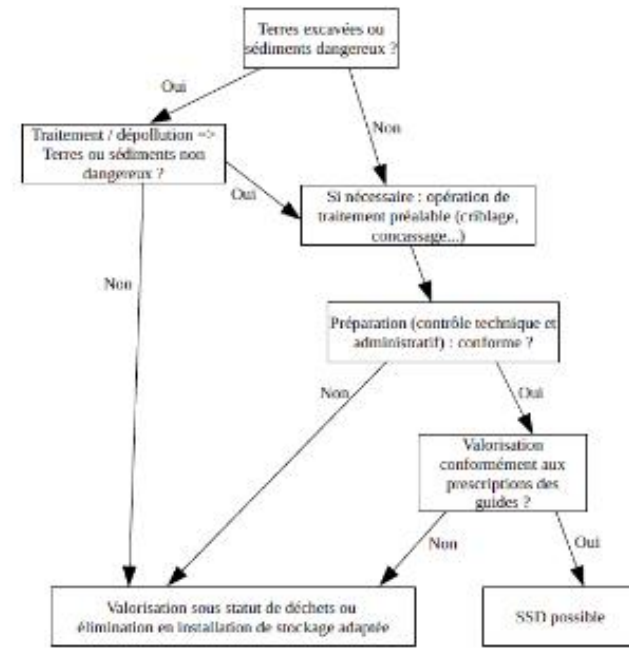 Terres excavées ou
sédiments dangereux ?
Oui
Non
Traitement / dépollution =>
Terres ou sédiments non
dangereux ?
Oui
Si nécessaire : opération de
traitement préalable (criblage,
concassage...)
Non
Préparation (contrôle technique et
administratif) : conforme ?
Non
Oui
Valorisation
conformément aux
prescriptions des
guides ?
Non
Oui
Valorisation sous statut de déchets ou
élimination en installation de stockage adaptée
SSD possible